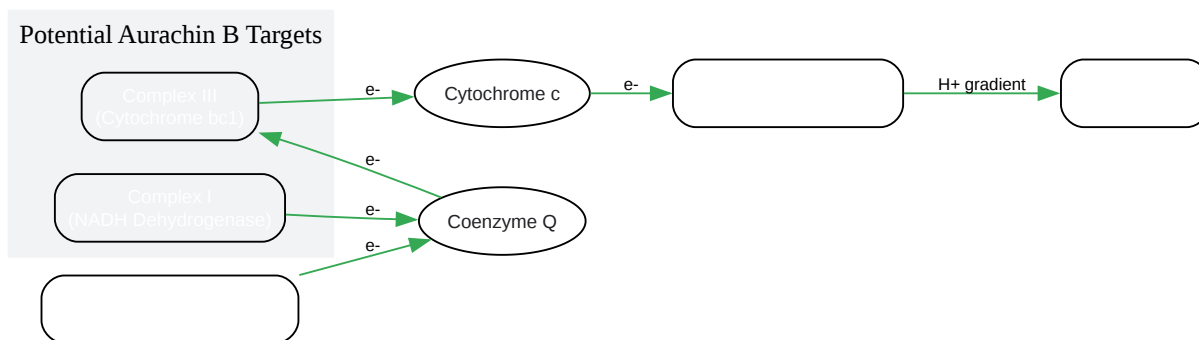 Potential Aurachin B Targets
Complex III
(Cytochrome bc1)
e-
Cytochrome c
e-
H+ gradient
e-
Complex I
(NADH Dehydrogenase)
e-
Coenzyme Q
e-